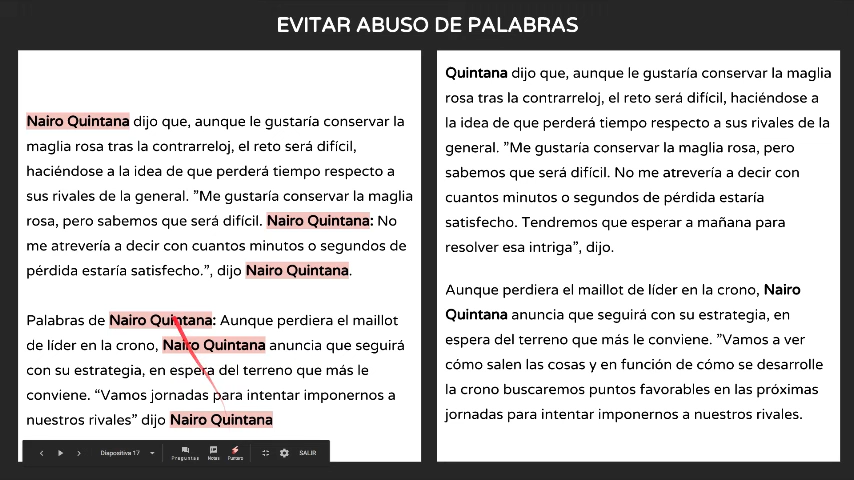 EVITAR ABUSO DE PALABRAS
Nairo Quintana dijo que, aunque le gustaría conservar la
maglia rosa tras la contrarreloj, el reto será difícil,
haciéndose a la idea de que perderá tiempo respecto a
sus rivales de la general. ”Me gustaría conservar la maglia
rosa, pero sabemos que será difícil. Nairo Quintana: No
me atrevería a decir con cuantos minutos o segundos de
pérdida estaría satisfecho.”, dijo Nairo Quintana.
Palabras de Nairo Quintana: Aunque perdiera el maillot
de líder en la crono, Nairo Quintana anuncia que seguirá
con su estrategia, en espera del terreno que más le
conviene. “Vamos jornadas para intentar imponernos a
nuestros rivales” dijo Nairo Quintana
Diapositiva 17
Preguntas
Notas
Puntero
SALIR
Quintana dijo que, aunque le gustaría conservar la maglia
rosa tras la contrarreloj, el reto será difícil, haciéndose a
la idea de que perderá tiempo respecto a sus rivales de la
general. ”Me gustaría conservar la maglia rosa, pero
sabemos que será difícil. No me atrevería a decir con
cuantos minutos o segundos de pérdida estaría
satisfecho. Tendremos que esperar a mañana para
resolver esa intriga”, dijo.
Aunque perdiera el maillot de líder en la crono, Nairo
Quintana anuncia que seguirá con su estrategia, en
espera del terreno que más le conviene. ”Vamos a ver
cómo salen las cosas y en función de cómo se desarrolle
la crono buscaremos puntos favorables en las próximas
jornadas para intentar imponernos a nuestros rivales.